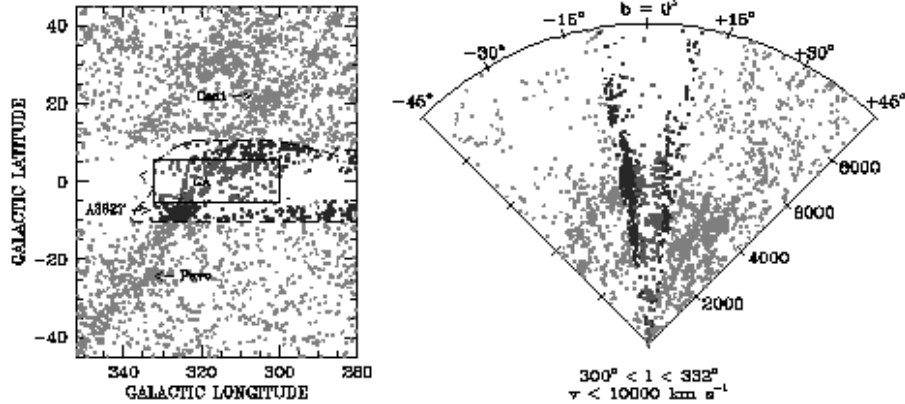 40
20
0
-20
-40
GALACTIC LATITUDE
340
320
300
280
GALACTIC LONGITUDE
Cen1 →
GA
A3627
← Pavo
b = 0°
-15°
+15°
-30°
+30°
-45°
+45°
8000
6000
4000
2000
300° < l < 332°
v < 10000 km s⁻¹